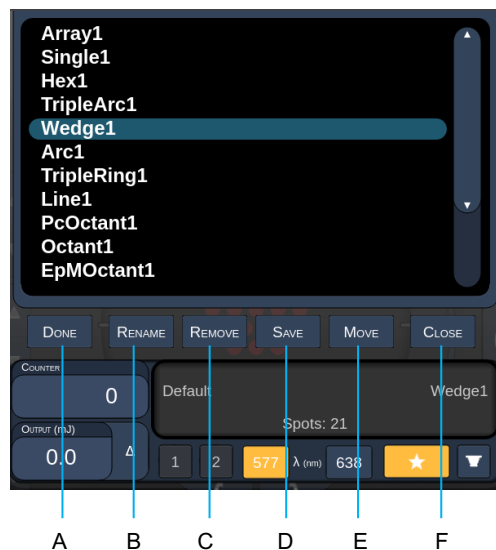 Array1
Single1
Hex1
TripleArc1
Wedge1
Arc1
TripleRing1
Line1
PcOctant1
Octant1
EpMOctant1
DONE RENAME REMOVE SAVE MOVE CLOSE
COUNTER
0
Default Wedge1
Spots: 21
OUTPUT (mJ)
0.0 Δ
1 2 577 λ (nm) 638
A B C D E F